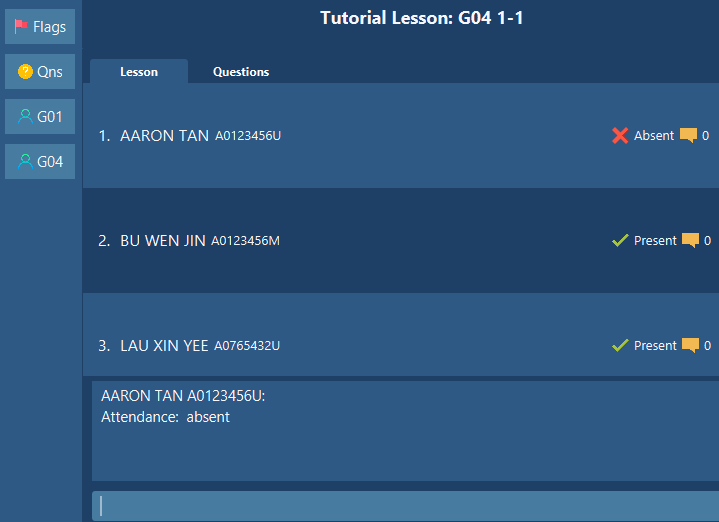 Tutorial Lesson: G04 1-1
Flags
Qns
G01
G04
Lesson Questions
1. AARON TAN A0123456U Absent 0
2. BU WEN JIN A0123456M Present 0
3. LAU XIN YEE A0765432U Present 0
AARON TAN A0123456U:
Attendance: absent